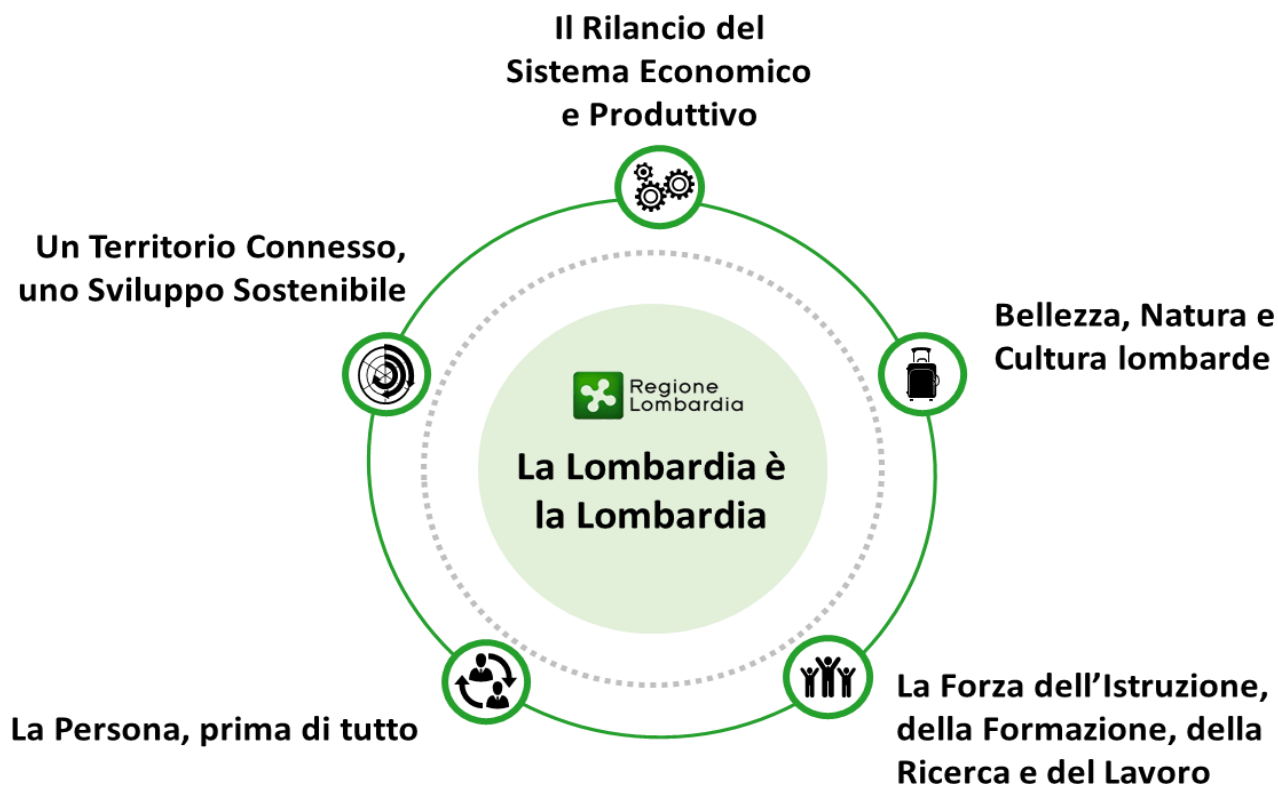 Il Rilancio del
Sistema Economico
e Produttivo
Un Territorio Connesso,
uno Sviluppo Sostenibile
Bellezza, Natura e
Cultura lombarde
Regione
Lombardia
La Lombardia è
la Lombardia
La Persona, prima di tutto
La Forza dell’Istruzione,
della Formazione, della
Ricerca e del Lavoro